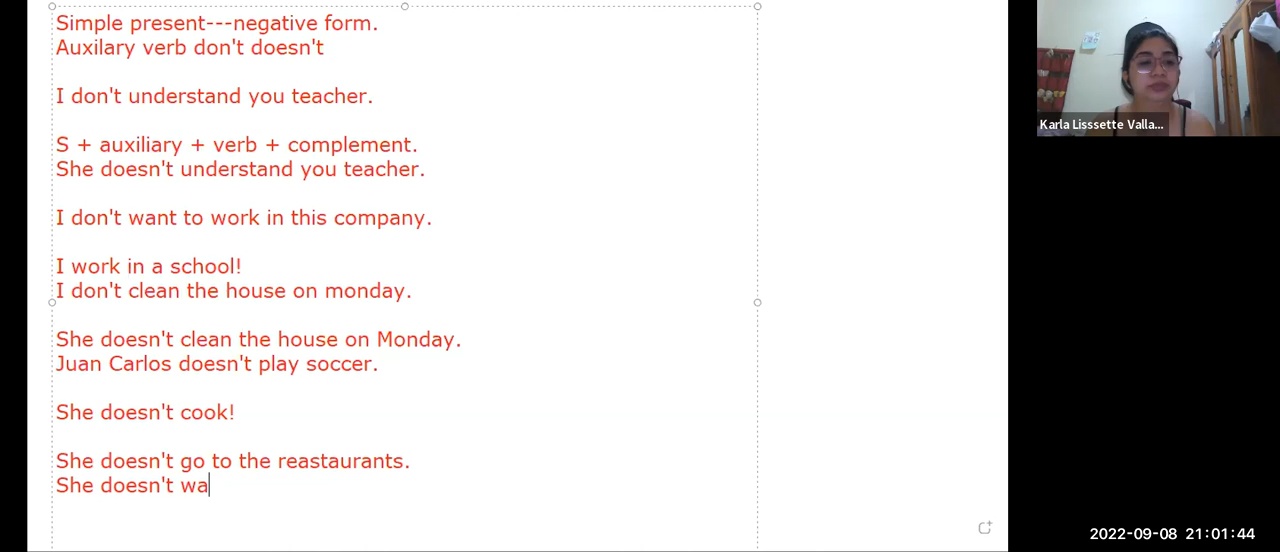 Simple present---negative form.
Auxilary verb don't doesn't
I don't understand you teacher.
S + auxiliary + verb + complement.
She doesn't understand you teacher.
I don't want to work in this company.
I work in a school!
I don't clean the house on monday.
She doesn't clean the house on Monday.
Juan Carlos doesn't play soccer.
She doesn't cook!
She doesn't go to the reastaurants.
She doesn't wa
Karla Lisssette Valla...
2022-09-08 21:01:44